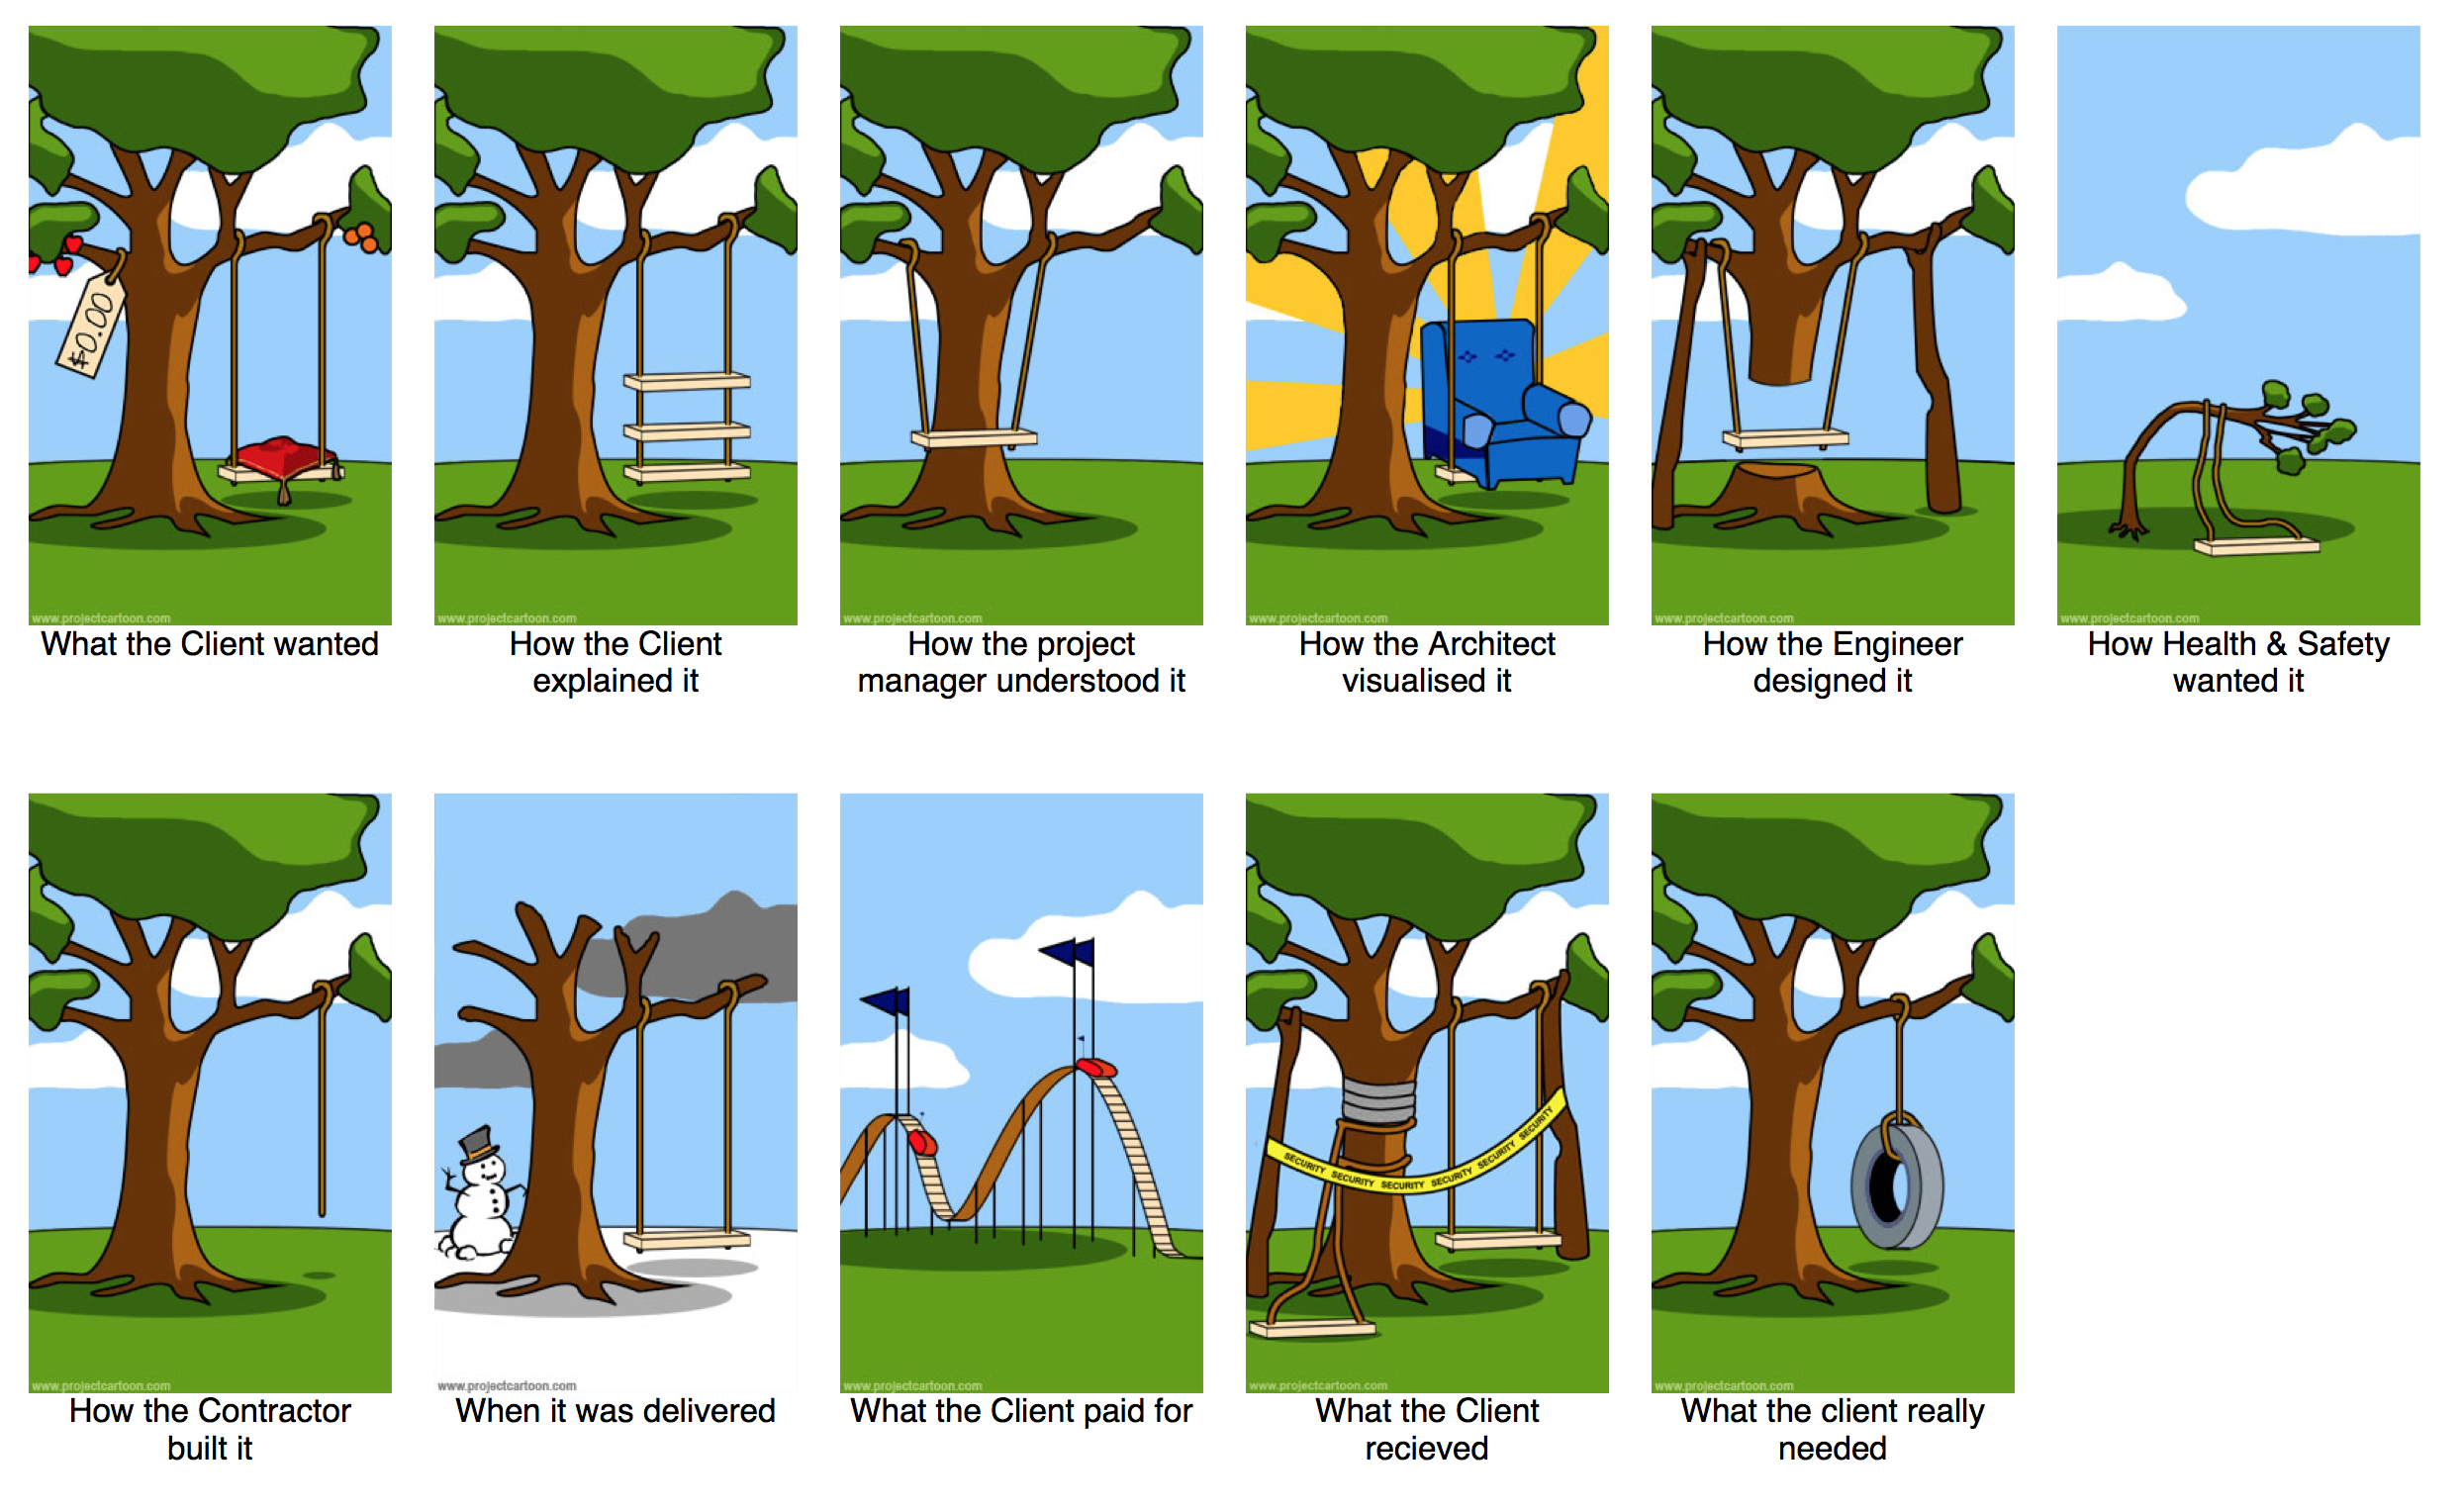 $0.00
www.projectcartoon.com
www.projectcartoon.com
www.projectcartoon.com
www.projectcartoon.com
www.projectcartoon.com
www.projectcartoon.com
What the Client wanted
How the Client
explained it
How the project
manager understood it
How the Architect
visualised it
How the Engineer
designed it
How Health & Safety
wanted it
SECURITY SECURITY SECURITY SECURITY SECURITY SECURITY
www.projectcartoon.com
www.projectcartoon.com
www.projectcartoon.com
www.projectcartoon.com
www.projectcartoon.com
How the Contractor
built it
When it was delivered
What the Client paid for
What the Client
recieved
What the client really
needed